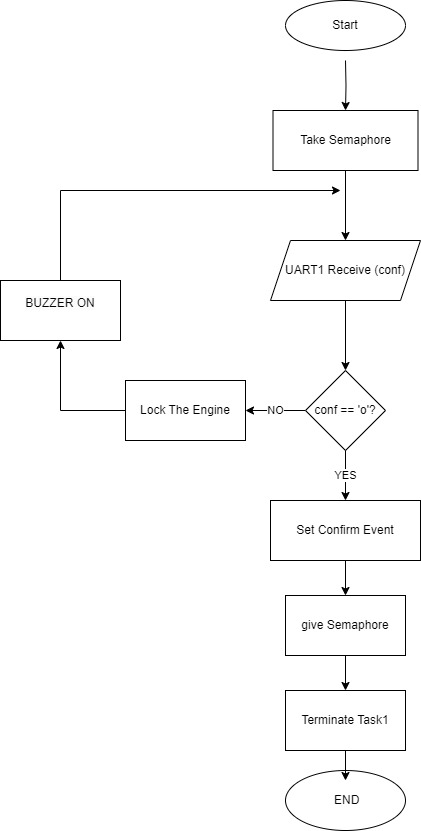 Start
Take Semaphore
UART1 Receive (conf)
BUZZER ON
Lock The Engine
NO
conf == 'o'?
YES
Set Confirm Event
give Semaphore
Terminate Task1
END